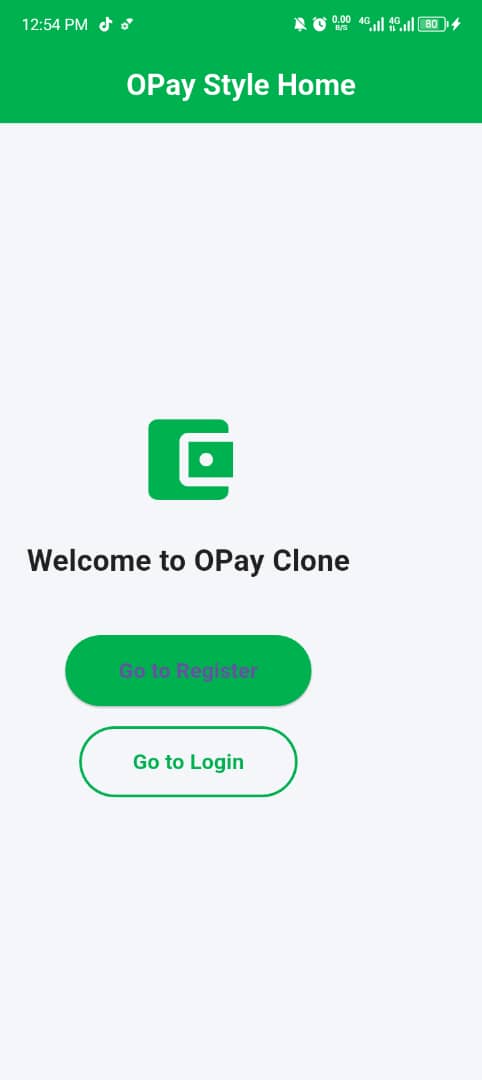 12:54 PM
0.00
B/S
4G
4G
80
OPay Style Home
Welcome to OPay Clone
Go to Register
Go to Login